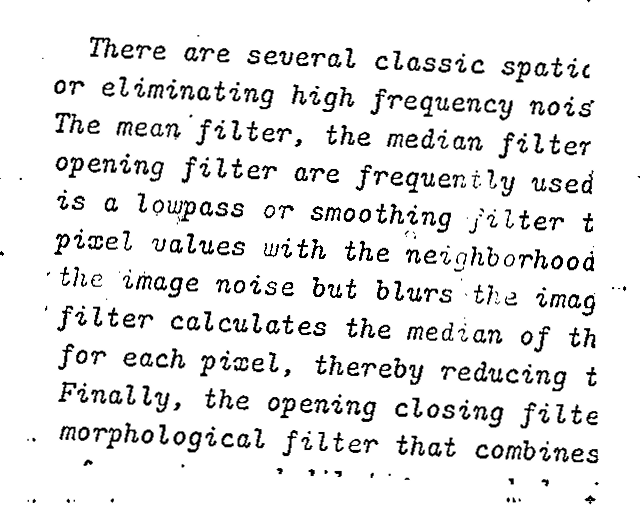 There are several classic spatic
or eliminating high frequency nois
The mean filter, the median filter
opening filter are frequently used
is a lowpass or smoothing filter t
pixel values with the neighborhood
the image noise but blurs the imag
filter calculates the median of th
for each pixel, thereby reducing t
Finally, the opening closing filte
morphological filter that combines